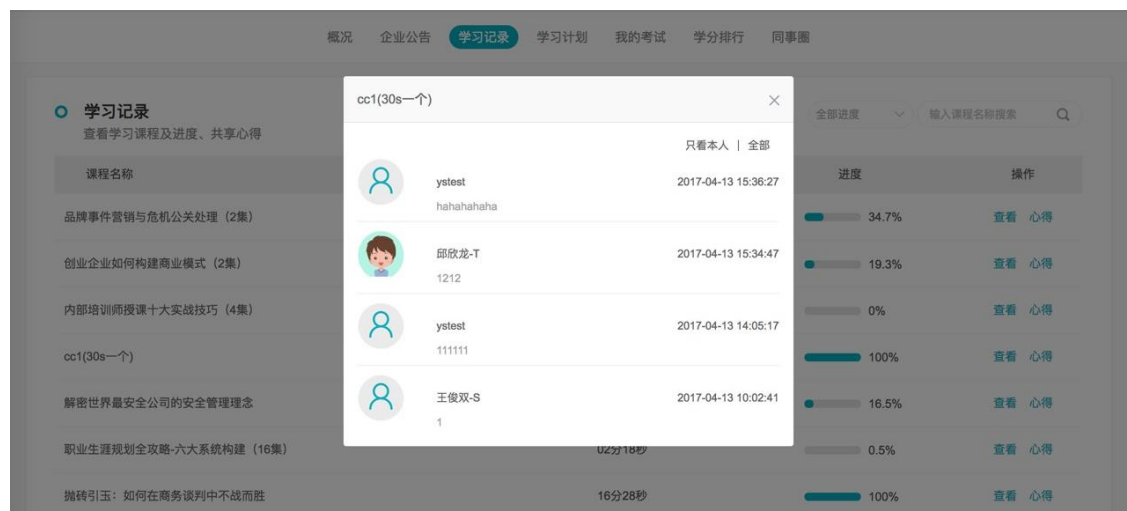 概况 企业公告 学习记录 学习计划 我的考试 学分排行 同事圈
学习记录
查看学习课程及进度、共享心得
全部进度 输入课程名称搜索
课程名称 进度 操作
品牌事件营销与危机公关处理（2集） 34.7% 查看 心得
创业企业如何构建商业模式（2集） 19.3% 查看 心得
内部培训师授课十大实战技巧（4集） 0% 查看 心得
cc1(30s一个) 100% 查看 心得
解密世界最安全公司的安全管理理念 16.5% 查看 心得
职业生涯规划全攻略-六大系统构建（16集） 02分18秒 0.5% 查看 心得
抛砖引玉：如何在商务谈判中不战而胜 16分28秒 100% 查看 心得
cc1(30s一个)
只看本人 | 全部
ystest 2017-04-13 15:36:27
hahahahaha
邱欣龙-T 2017-04-13 15:34:47
1212
ystest 2017-04-13 14:05:17
111111
王俊双-S 2017-04-13 10:02:41
1